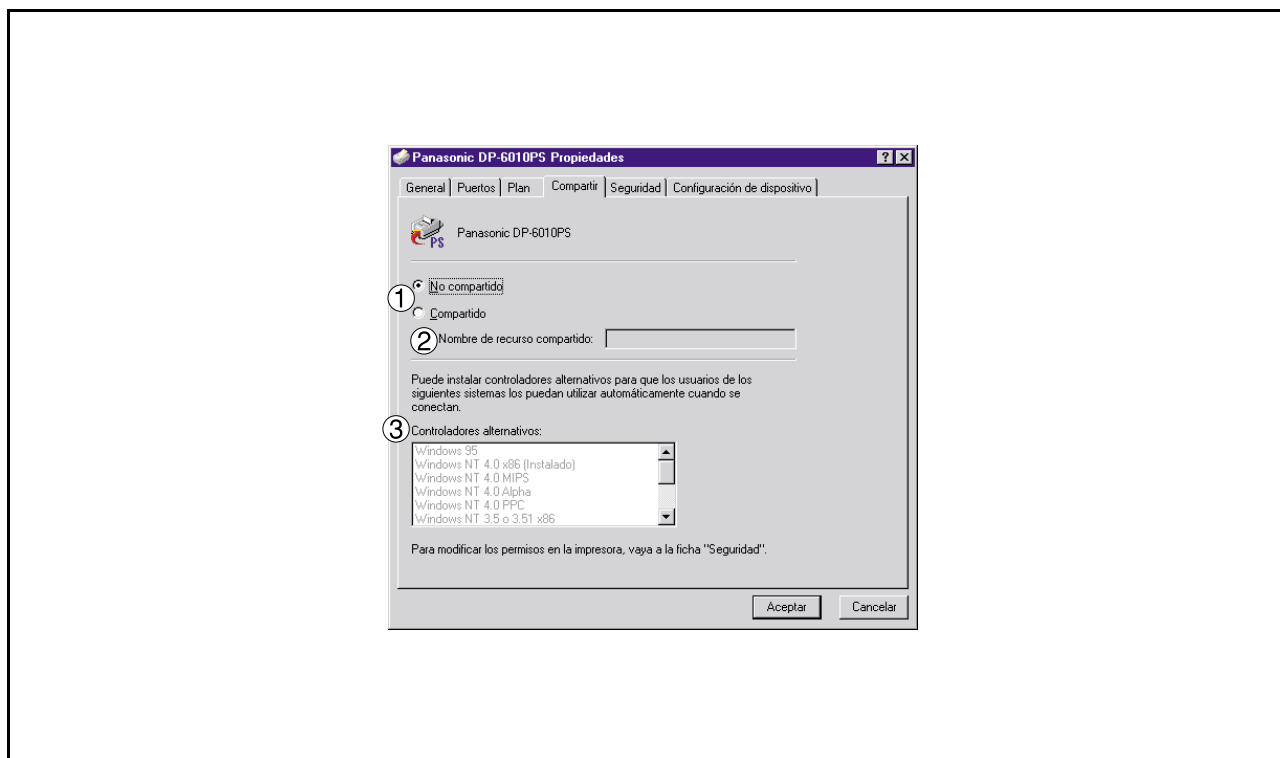 Panasonic DP-6010PS Propiedades
General Puertos Plan Compartir Seguridad Configuración de dispositivo
PS Panasonic DP-6010PS
No compartido
1
Compartido
2 Nombre de recurso compartido:
Puede instalar controladores alternativos para que los usuarios de los
siguientes sistemas los puedan utilizar automáticamente cuando se
conectan.
3 Controladores alternativos:
Windows 95
Windows NT 4.0 x86 (Instalado)
Windows NT 4.0 MIPS
Windows NT 4.0 Alpha
Windows NT 4.0 PPC
Windows NT 3.5 o 3.51 x86
Para modificar los permisos en la impresora, vaya a la ficha "Seguridad".
Aceptar Cancelar